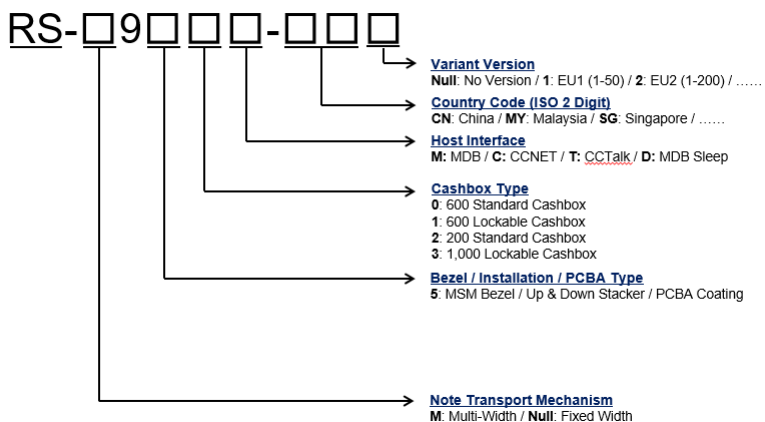 RS-□9□□□-□□□
Variant Version
Null: No Version / 1: EU1 (1-50) / 2: EU2 (1-200) / ……
Country Code (ISO 2 Digit)
CN: China / MY: Malaysia / SG: Singapore / ……
Host Interface
M: MDB / C: CCNET / T: CCTalk / D: MDB Sleep
Cashbox Type
0: 600 Standard Cashbox
1: 600 Lockable Cashbox
2: 200 Standard Cashbox
3: 1,000 Lockable Cashbox
Bezel / Installation / PCBA Type
5: MSM Bezel / Up & Down Stacker / PCBA Coating
Note Transport Mechanism
M: Multi-Width / Null: Fixed Width